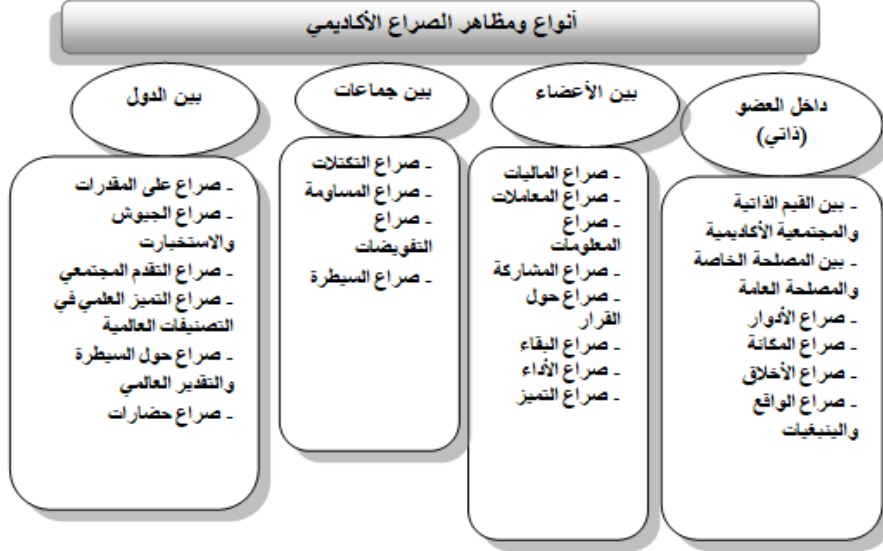 أنواع ومظاهر الصراع الأكاديمي
داخل العضو
(ذاتي)
ـ بين القيم الذاتية
والمجتمعية الأكاديمية
ـ بين المصلحة الخاصة
والمصلحة العامة
ـ صراع الأدوار
ـ صراع المكانة
ـ صراع الأخلاق
ـ صراع الواقع
والينبغيات
بين الأعضاء
ـ صراع الماليات
ـ صراع المعاملات
ـ صراع
المعلومات
ـ صراع المشاركة
ـ صراع حول
القرار
ـ صراع البقاء
ـ صراع الأداء
ـ صراع التميز
بين جماعات
ـ صراع التكتلات
ـ صراع المساومة
ـ صراع
التفويضات
ـ صراع السيطرة
بين الدول
ـ صراع على المقدرات
ـ صراع الجيوش
والاستخبارت
ـ صراع التقدم المجتمعي
ـ صراع التميز العلمي في
التصنيفات العالمية
ـ صراع حول السيطرة
والتقدير العالمي
ـ صراع حضارات